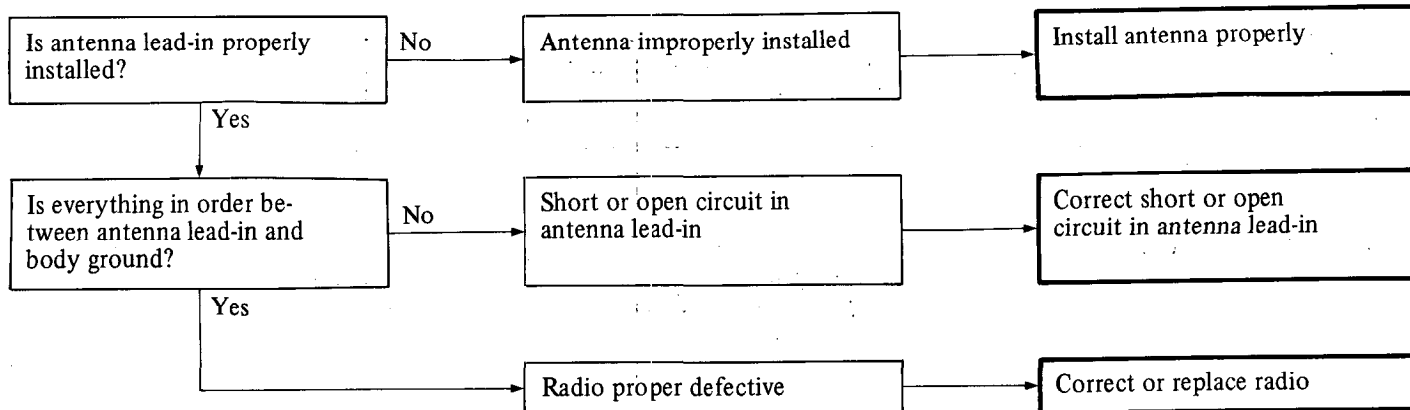 Is antenna lead-in properly
installed?
No
Antenna improperly installed
Install antenna properly
Yes
Is everything in order be-
tween antenna lead-in and
body ground?
No
Short or open circuit in
antenna lead-in
Correct short or open
circuit in antenna lead-in
Yes
Radio proper defective
Correct or replace radio